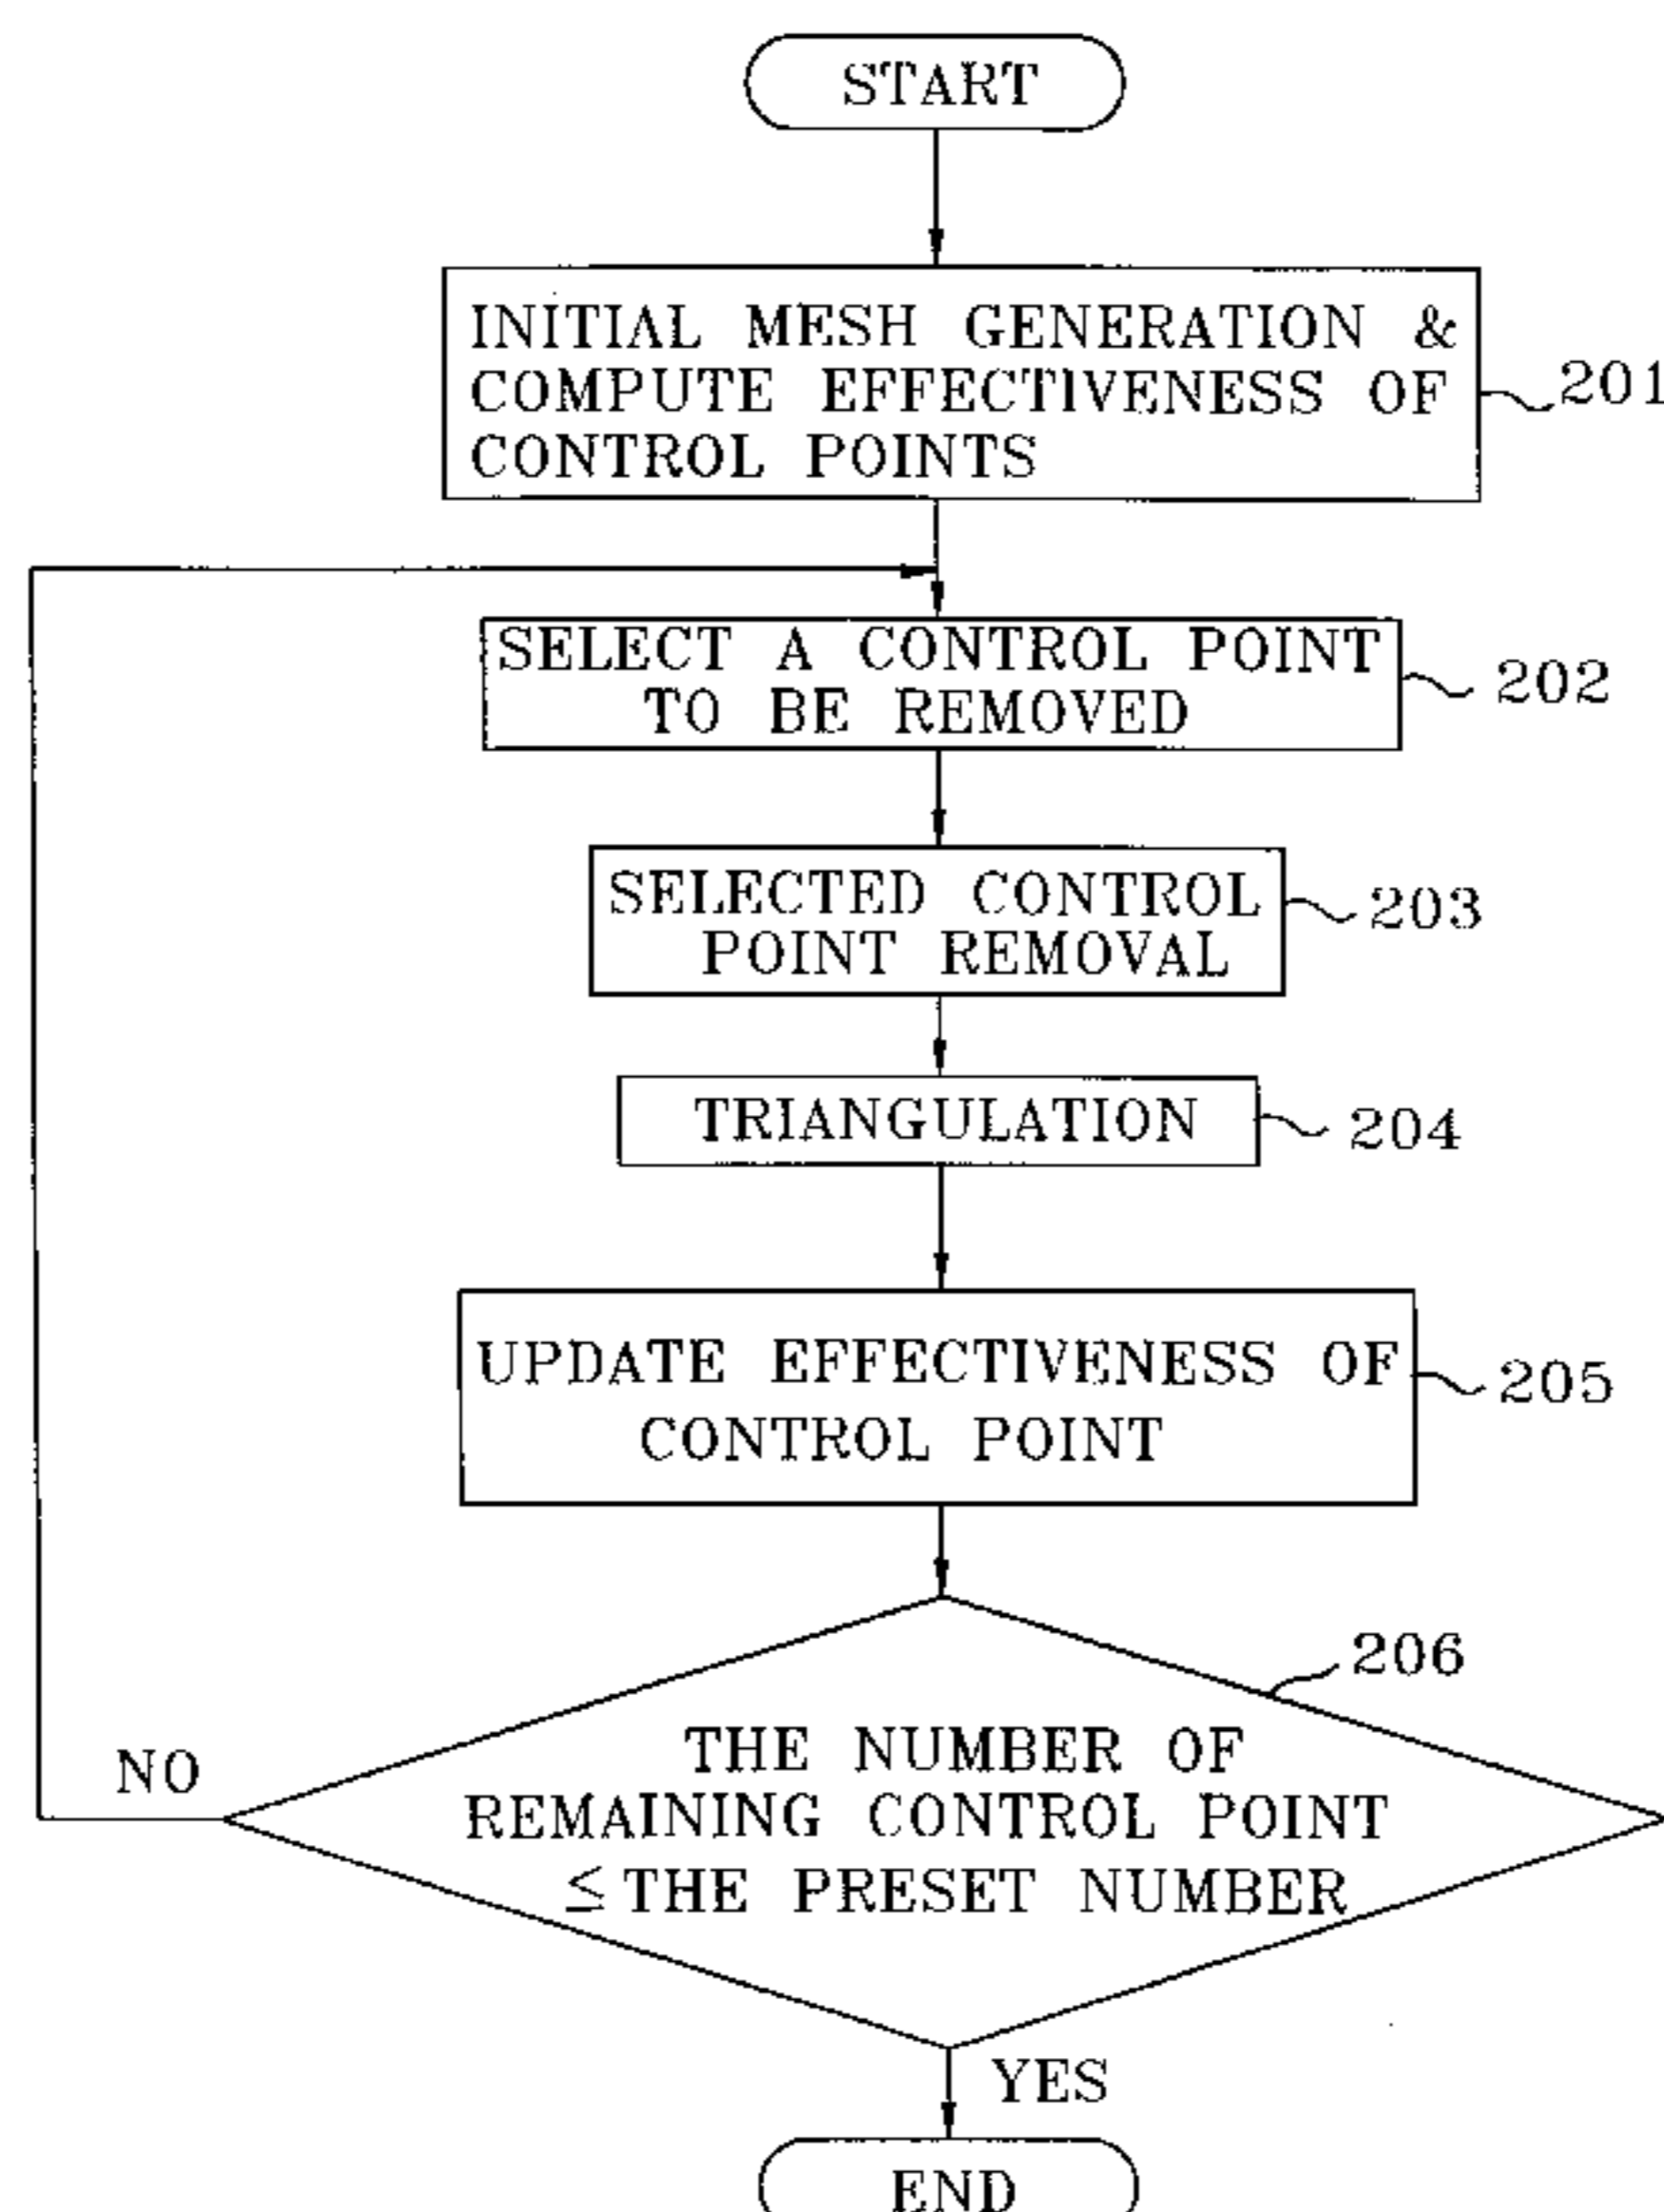 START
INITIAL MESH GENERATION &
COMPUTE EFFECTIVENESS OF
CONTROL POINTS
201
SELECT A CONTROL POINT
TO BE REMOVED
202
SELECTED CONTROL
POINT REMOVAL
203
TRIANGULATION
204
UPDATE EFFECTIVENESS OF
CONTROL POINT
205
206
THE NUMBER OF
REMAINING CONTROL POINT
≤ THE PRESET NUMBER
NO
YES
END